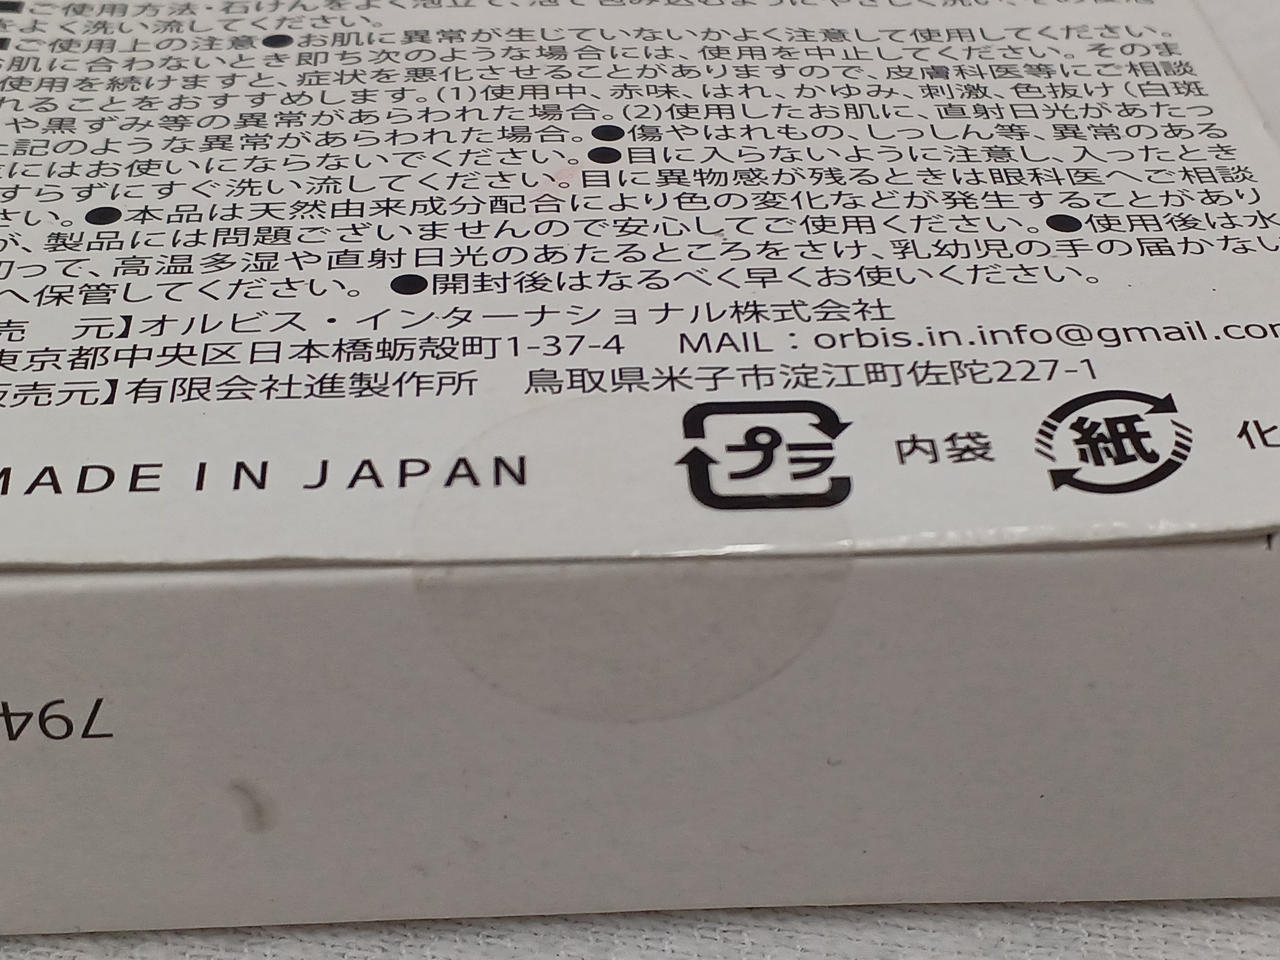 ■ご使用方法・石けんをよく泡立て、泡で包み込むようにやさしく洗い、その後
をよく洗い流してください。
■ご使用上の注意●お肌に異常が生じていないかよく注意して使用してください。
お肌に合わないとき即ち次のような場合には、使用を中止してください。そのま
使用を続けますと、症状を悪化させることがありますので、皮膚科医等にご相談
れることをおすすめします。(1)使用中、赤味、はれ、かゆみ、刺激、色抜け(白斑
や黒ずみ等の異常があらわれた場合。(2)使用したお肌に、直射日光があたっ
上記のような異常があらわれた場合。●傷やはれもの、しっしん等、異常のある
にはお使いにならないでください。●目に入らないように注意し、入ったとき
すらずにすぐ洗い流してください。目に異物感が残るときは眼科医へご相談
さい。●本品は天然由来成分配合により色の変化などが発生することがあり
が、製品には問題ございませんので安心してご使用ください。●使用後は水
切って、高温多湿や直射日光のあたるところをさけ、乳幼児の手の届かない
へ保管してください。 ●開封後はなるべく早くお使いください。
売 元】オルビス・インターナショナル株式会社
東京都中央区日本橋蛎殻町1-37-4 MAIL：orbis.in.info@gmail.com
販売元】有限会社進製作所 鳥取県米子市淀江町佐陀227-1
MADE IN JAPAN プラ 内袋 紙 化
794